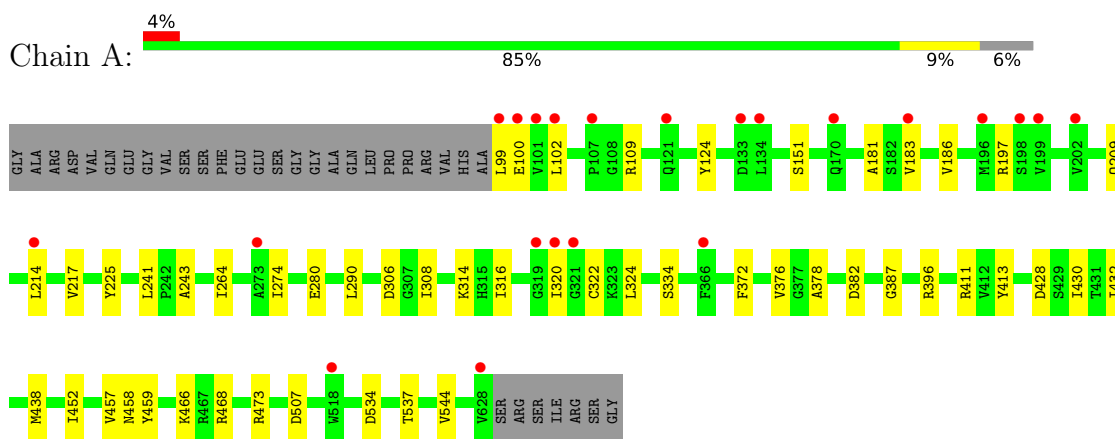 4%
Chain A:
85% 9% 6%
GLY ALA ARG ASP VAL GLN GLU GLY VAL SER SER PHE GLU GLU SER GLY GLY ALA GLN LEU PRO PRO ARG VAL HIS ALA L99 E100 V101 L102 P107 G108 R109 Q121 Y124 D133 L134 S151 Q170 A181 S182 V183 V186 M196 R197 S198 V199 V202
L214 V217 Y225 L241 P242 A243 I264 A273 I274 E280 L290 D306 G307 I308 K314 H315 I316 G319 I320 G321 C322 K323 L324 S334 F366 F372 V376 G377 A378 D382 G387 R396 R411 V412 Y413 D428 S429 I430 T431
M438 I452 V457 N458 Y459 K466 R467 R468 R473 D507 W518 D534 T537 V544 V628 SER ARG SER ILE ARG SER GLY